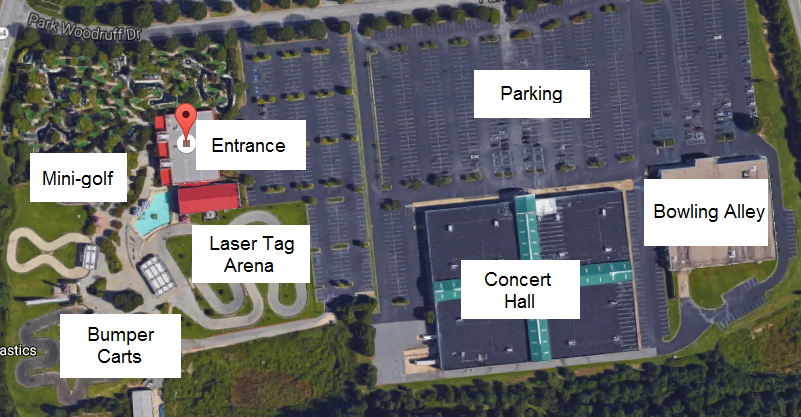 Park Woodruff Dr
Parking
Entrance
Mini-golf
Bowling Alley
Laser Tag
Arena
Concert
Hall
Bumper
Carts
astics